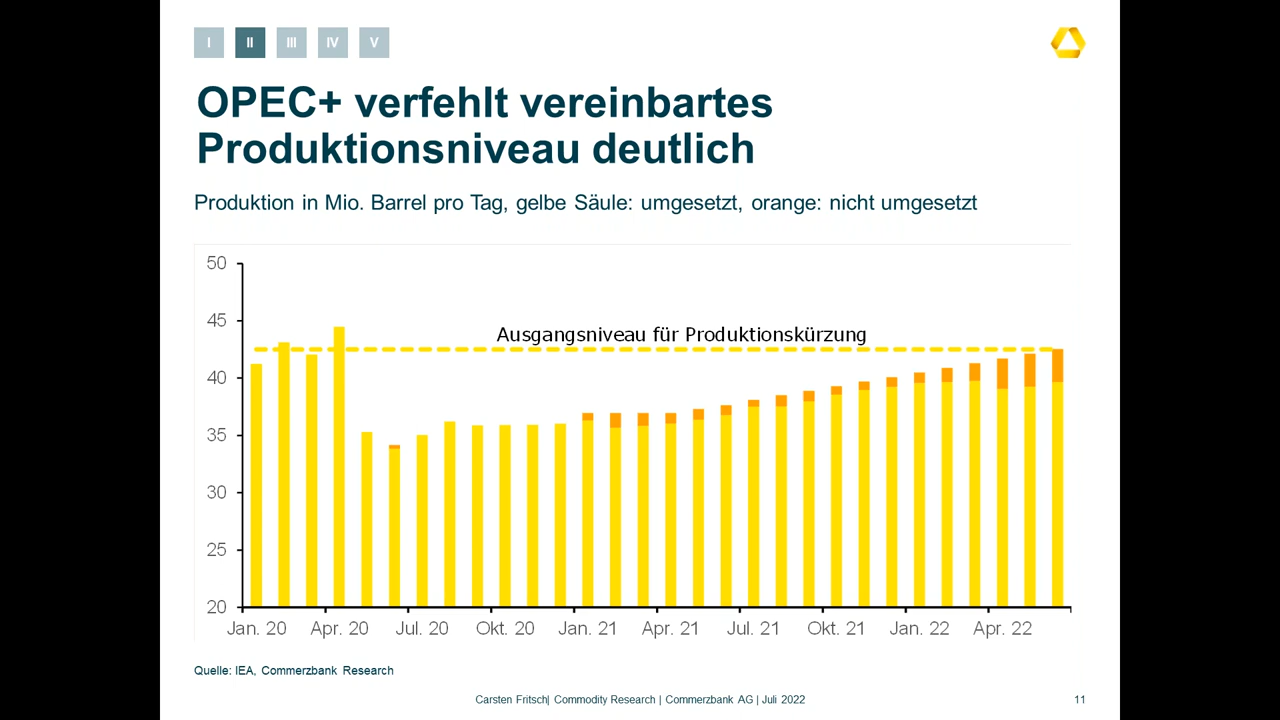 I II III IV V
OPEC+ verfehlt vereinbartes
Produktionsniveau deutlich
Produktion in Mio. Barrel pro Tag, gelbe Säule: umgesetzt, orange: nicht umgesetzt
50
45
Ausgangsniveau für Produktionskürzung
40
35
30
25
20
Jan. 20 Apr. 20 Jul. 20 Okt. 20 Jan. 21 Apr. 21 Jul. 21 Okt. 21 Jan. 22 Apr. 22
Quelle: IEA, Commerzbank Research
Carsten Fritsch| Commodity Research | Commerzbank AG | Juli 2022
11